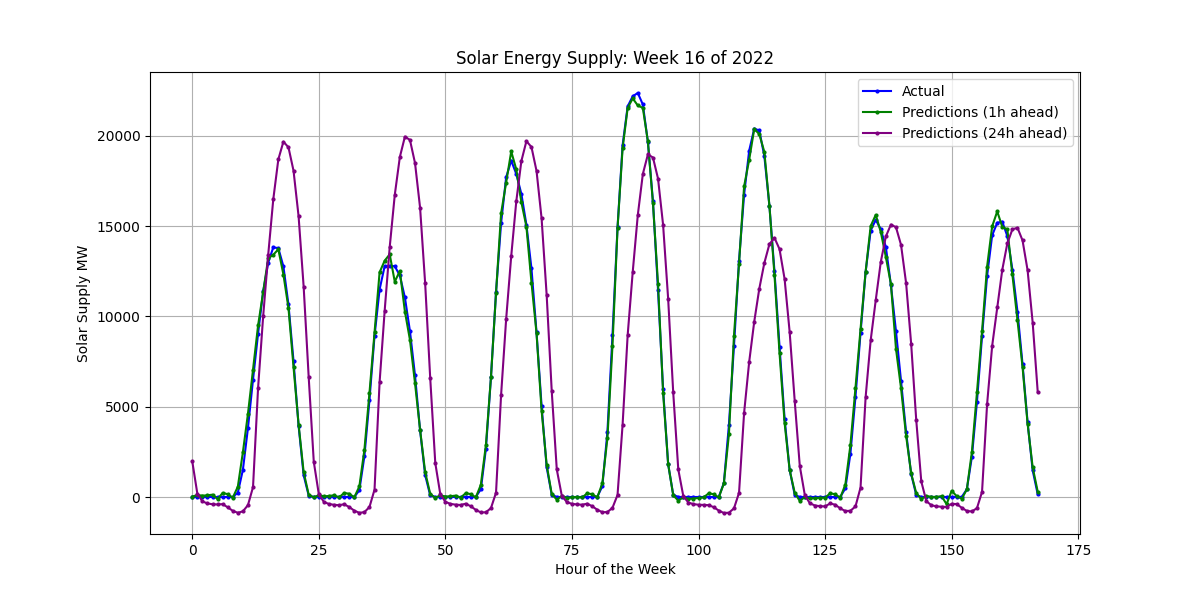 Solar Energy Supply: Week 16 of 2022
Actual
Predictions (1h ahead)
Predictions (24h ahead)
Solar Supply MW
20000
15000
10000
5000
0
0 25 50 75 100 125 150 175
Hour of the Week